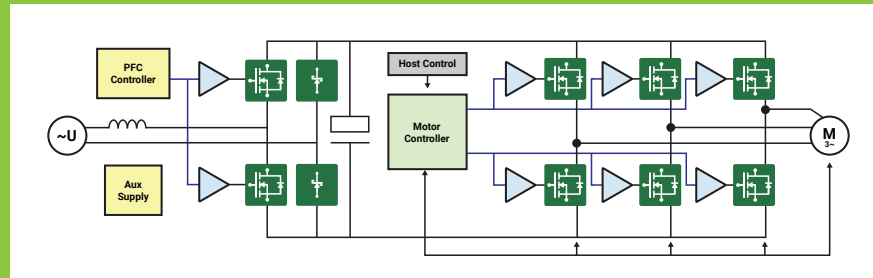 PFC
Controller
Host Control
Motor
Controller
~U
M
3~
Aux
Supply